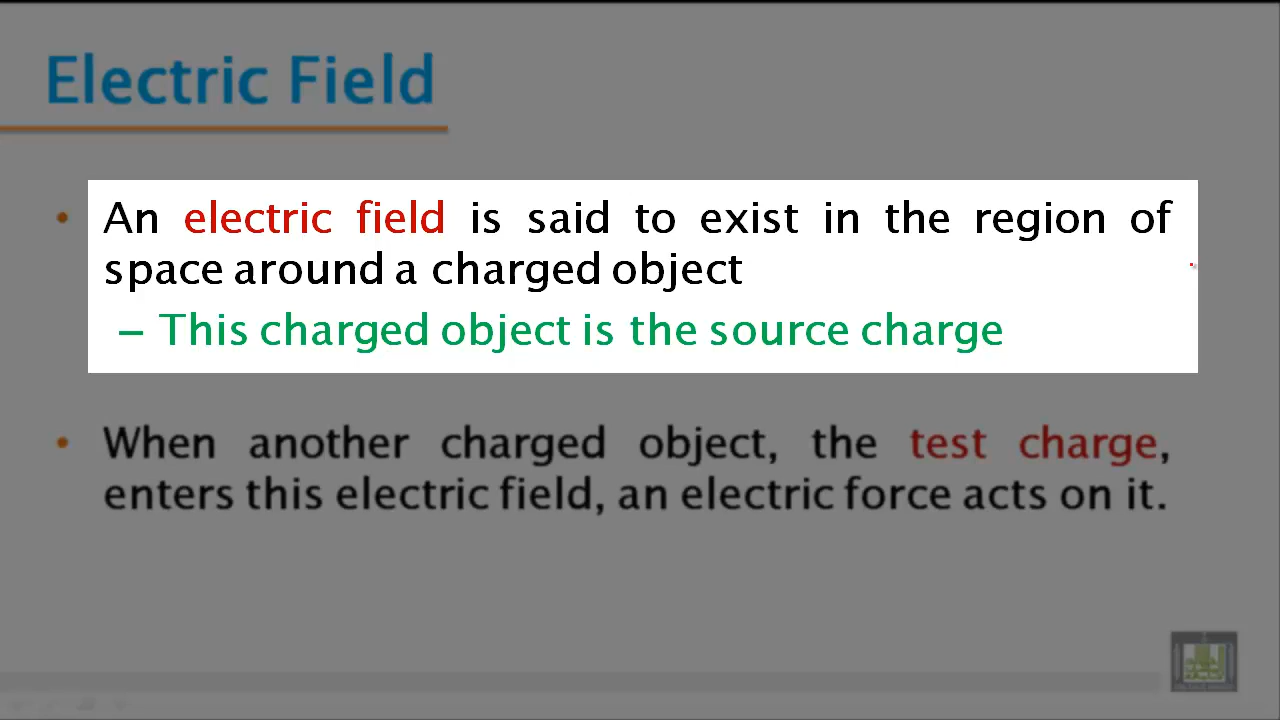 Electric Field
• An electric field is said to exist in the region of
space around a charged object
– This charged object is the source charge
• When another charged object, the test charge,
enters this electric field, an electric force acts on it.